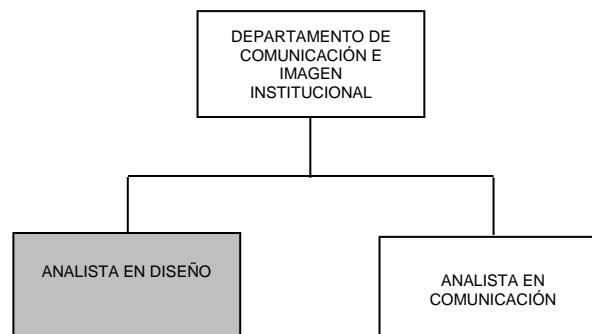 DEPARTAMENTO DE
COMUNICACIÓN E
IMAGEN
INSTITUCIONAL
ANALISTA EN DISEÑO
ANALISTA EN
COMUNICACIÓN